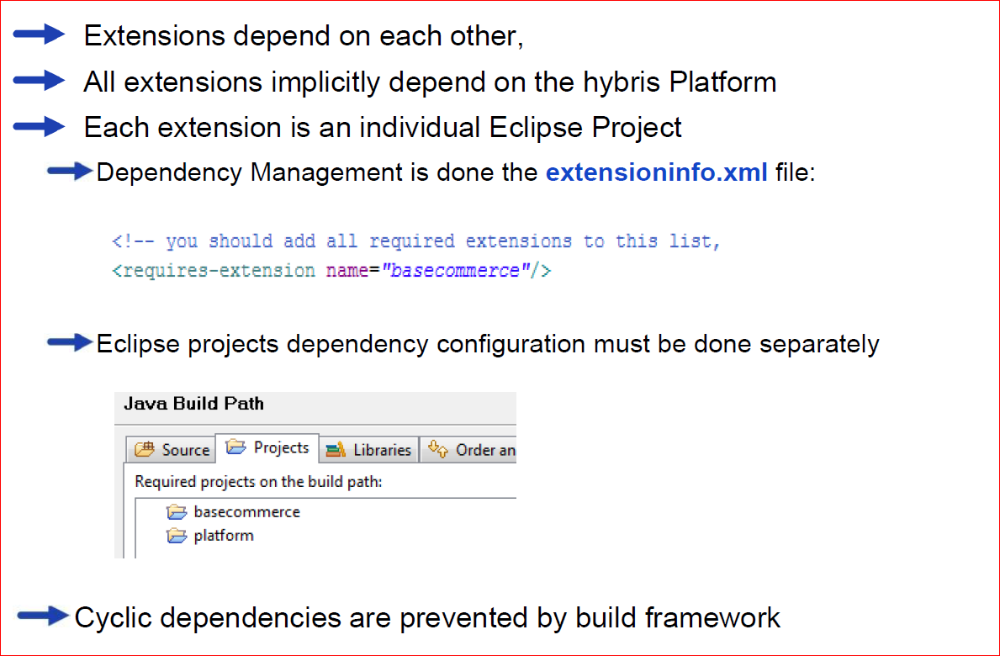 Extensions depend on each other,
All extensions implicitly depend on the hybris Platform
Each extension is an individual Eclipse Project
Dependency Management is done the extensioninfo.xml file:
<!-- you should add all required extensions to this list,
<requires-extension name="basecommerce"/>
Eclipse projects dependency configuration must be done separately
Java Build Path
Source Projects Libraries Order an
Required projects on the build path:
basecommerce
platform
Cyclic dependencies are prevented by build framework